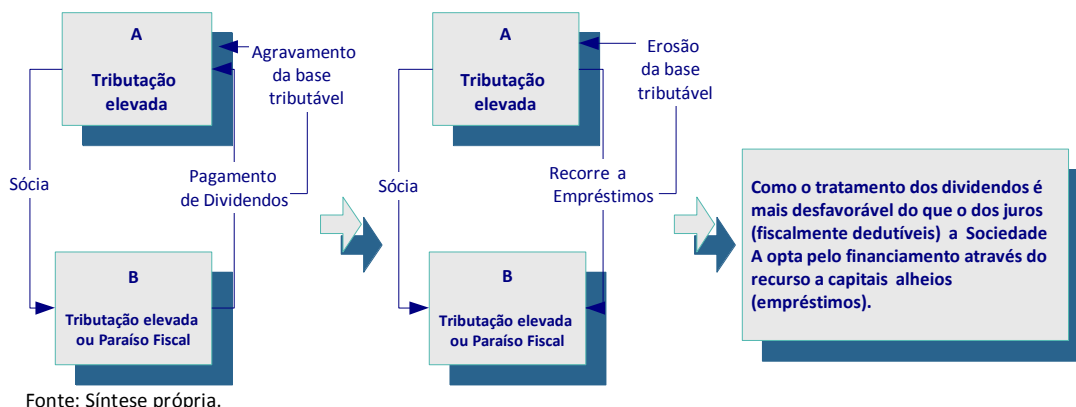 A
Tributação
elevada
Agravamento
da base
tributável
Sócia
Pagamento
de Dividendos
B
Tributação elevada
ou Paraíso Fiscal
A
Tributação
elevada
Erosão
da base
tributável
Sócia
Recorre a
Empréstimos
B
Tributação elevada
ou Paraíso Fiscal
Como o tratamento dos dividendos é
mais desfavorável do que o dos juros
(fiscalmente dedutíveis) a Sociedade
A opta pelo financiamento através do
recurso a capitais alheios
(empréstimos).
Fonte: Síntese própria.